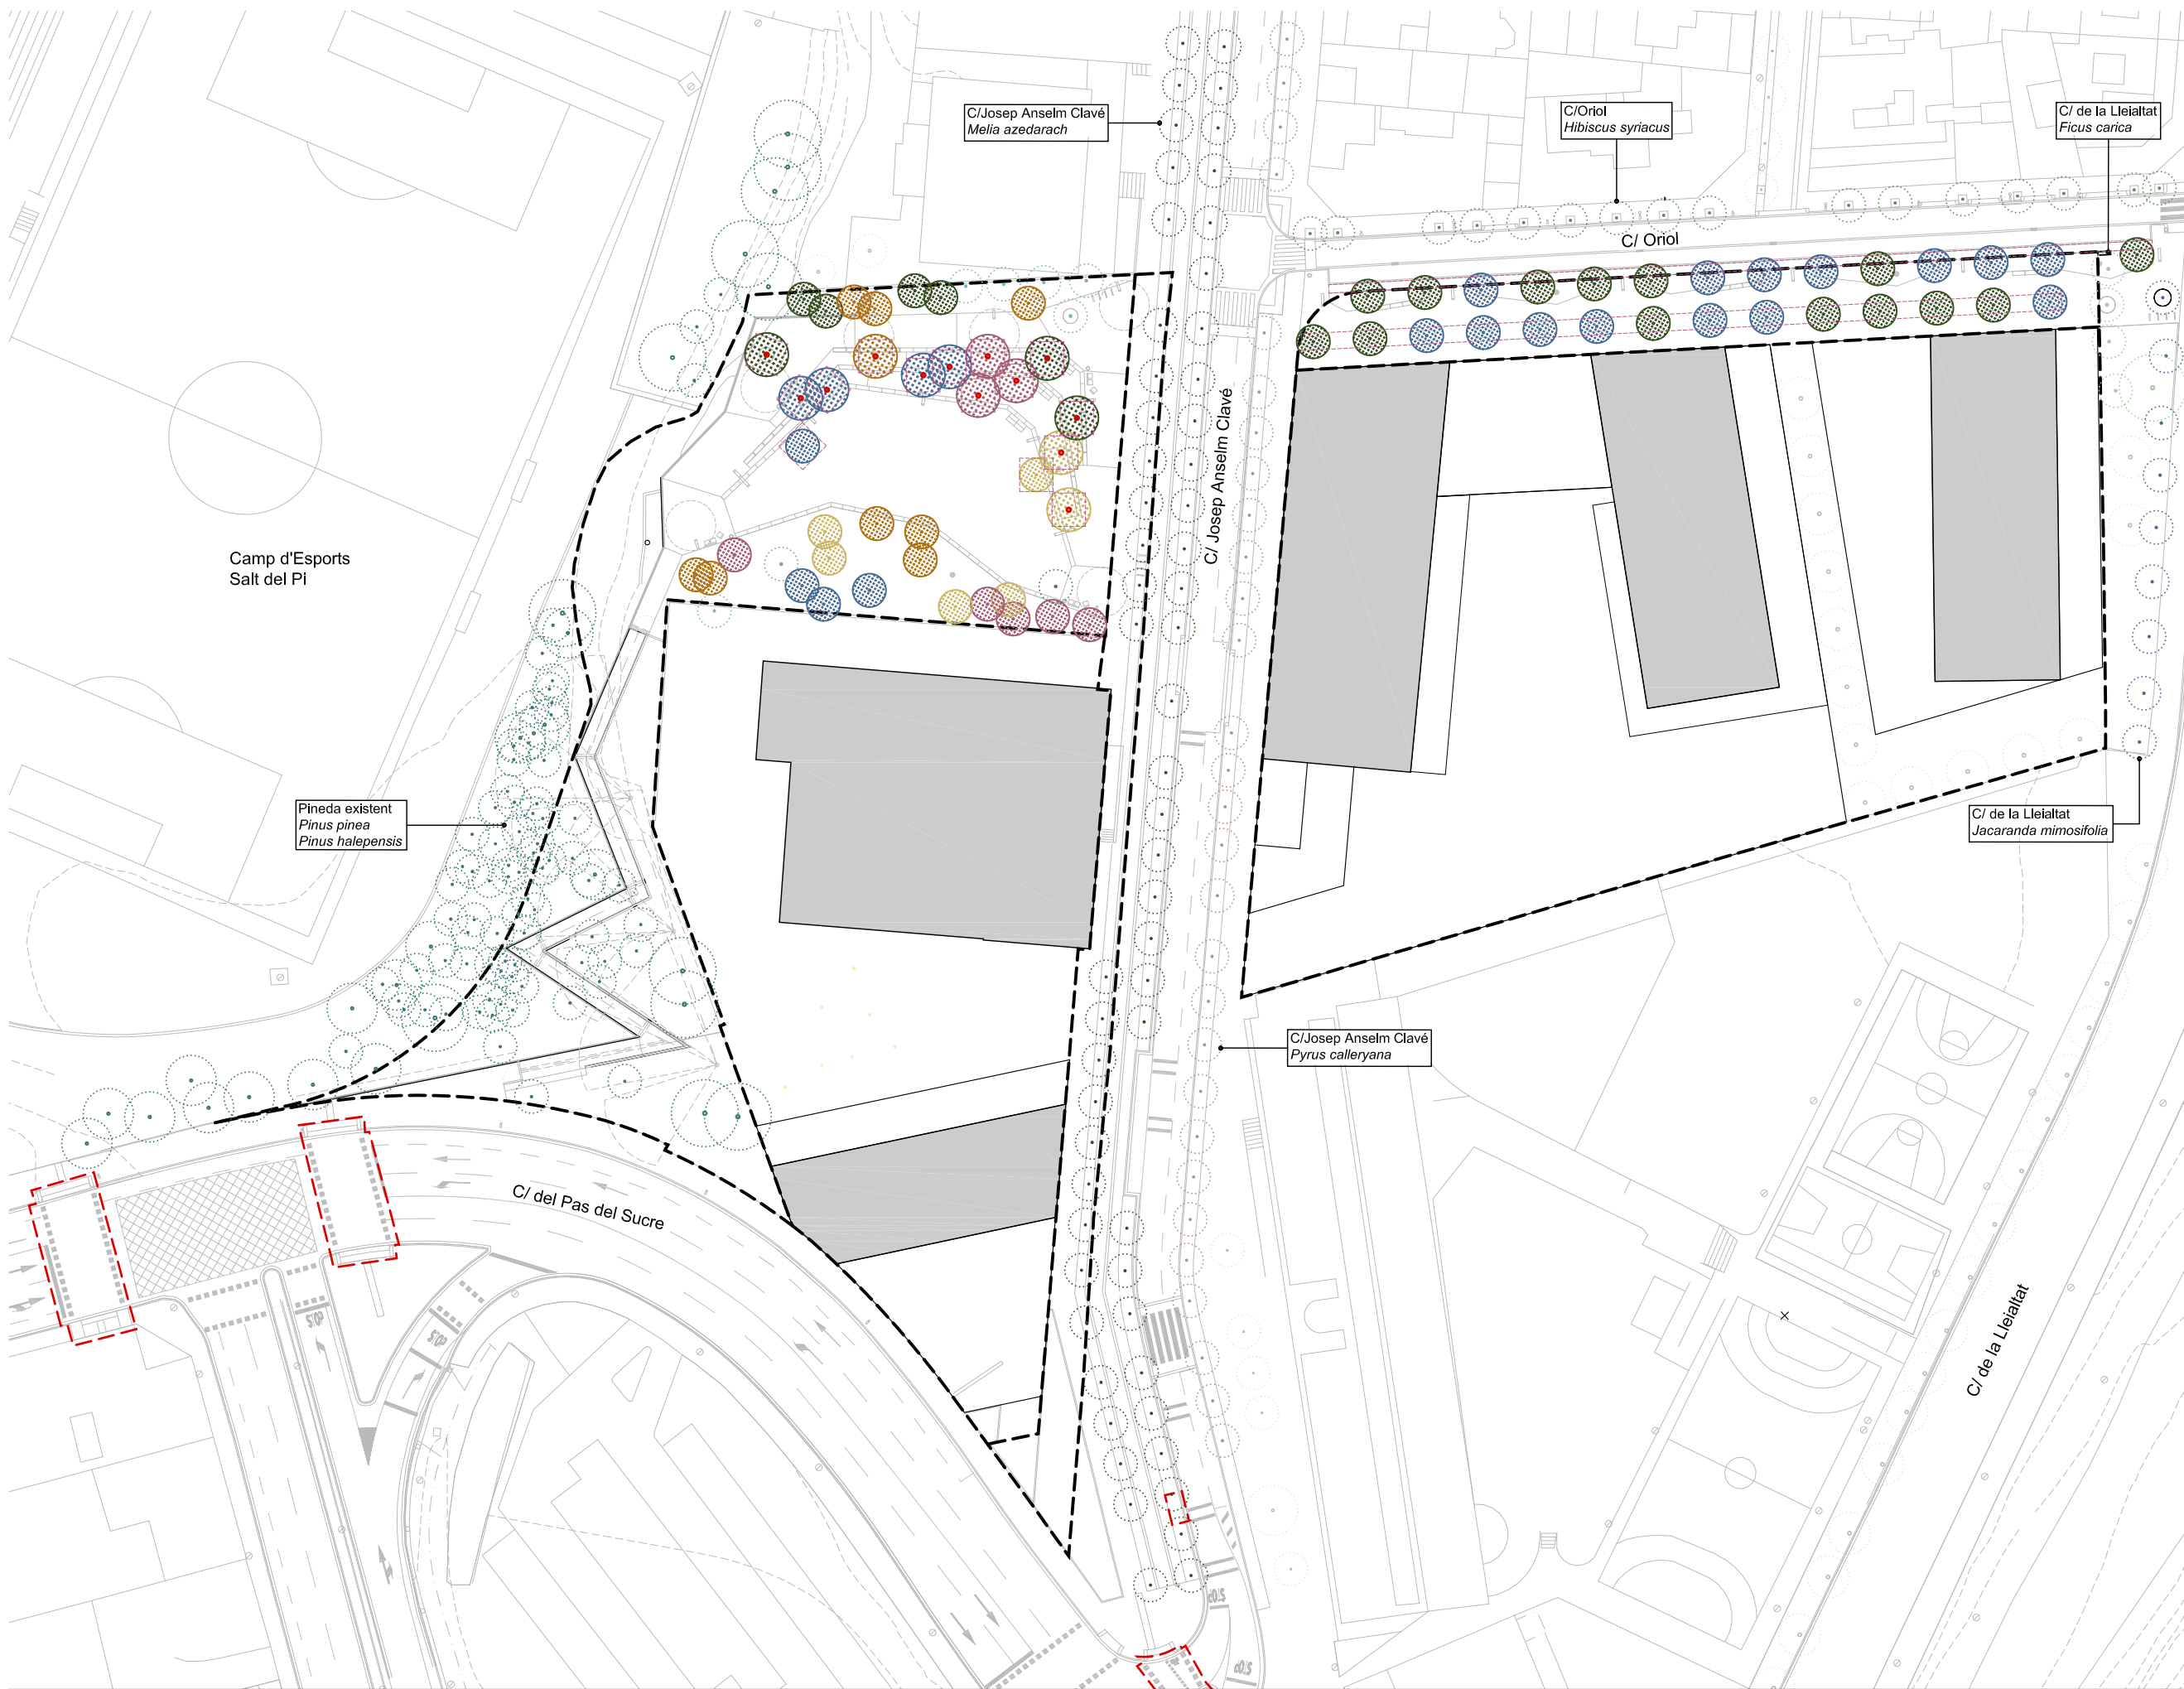 C/Josep Anselm Clavé
Melia azedarach
C/Oriol
Hibiscus syriacus
C/ de la Lleialtat
Ficus carica
C/ Oriol
C/ Josep Anselm Clavé
Camp d'Esports
Salt del Pi
Pineda existent
Pinus pinea
Pinus halepensis
C/ de la Lleialtat
Jacaranda mimosifolia
C/Josep Anselm Clavé
Pyrus calleryana
C/ del Pas del Sucre
C/ de la Lleialtat
STOP
STOP